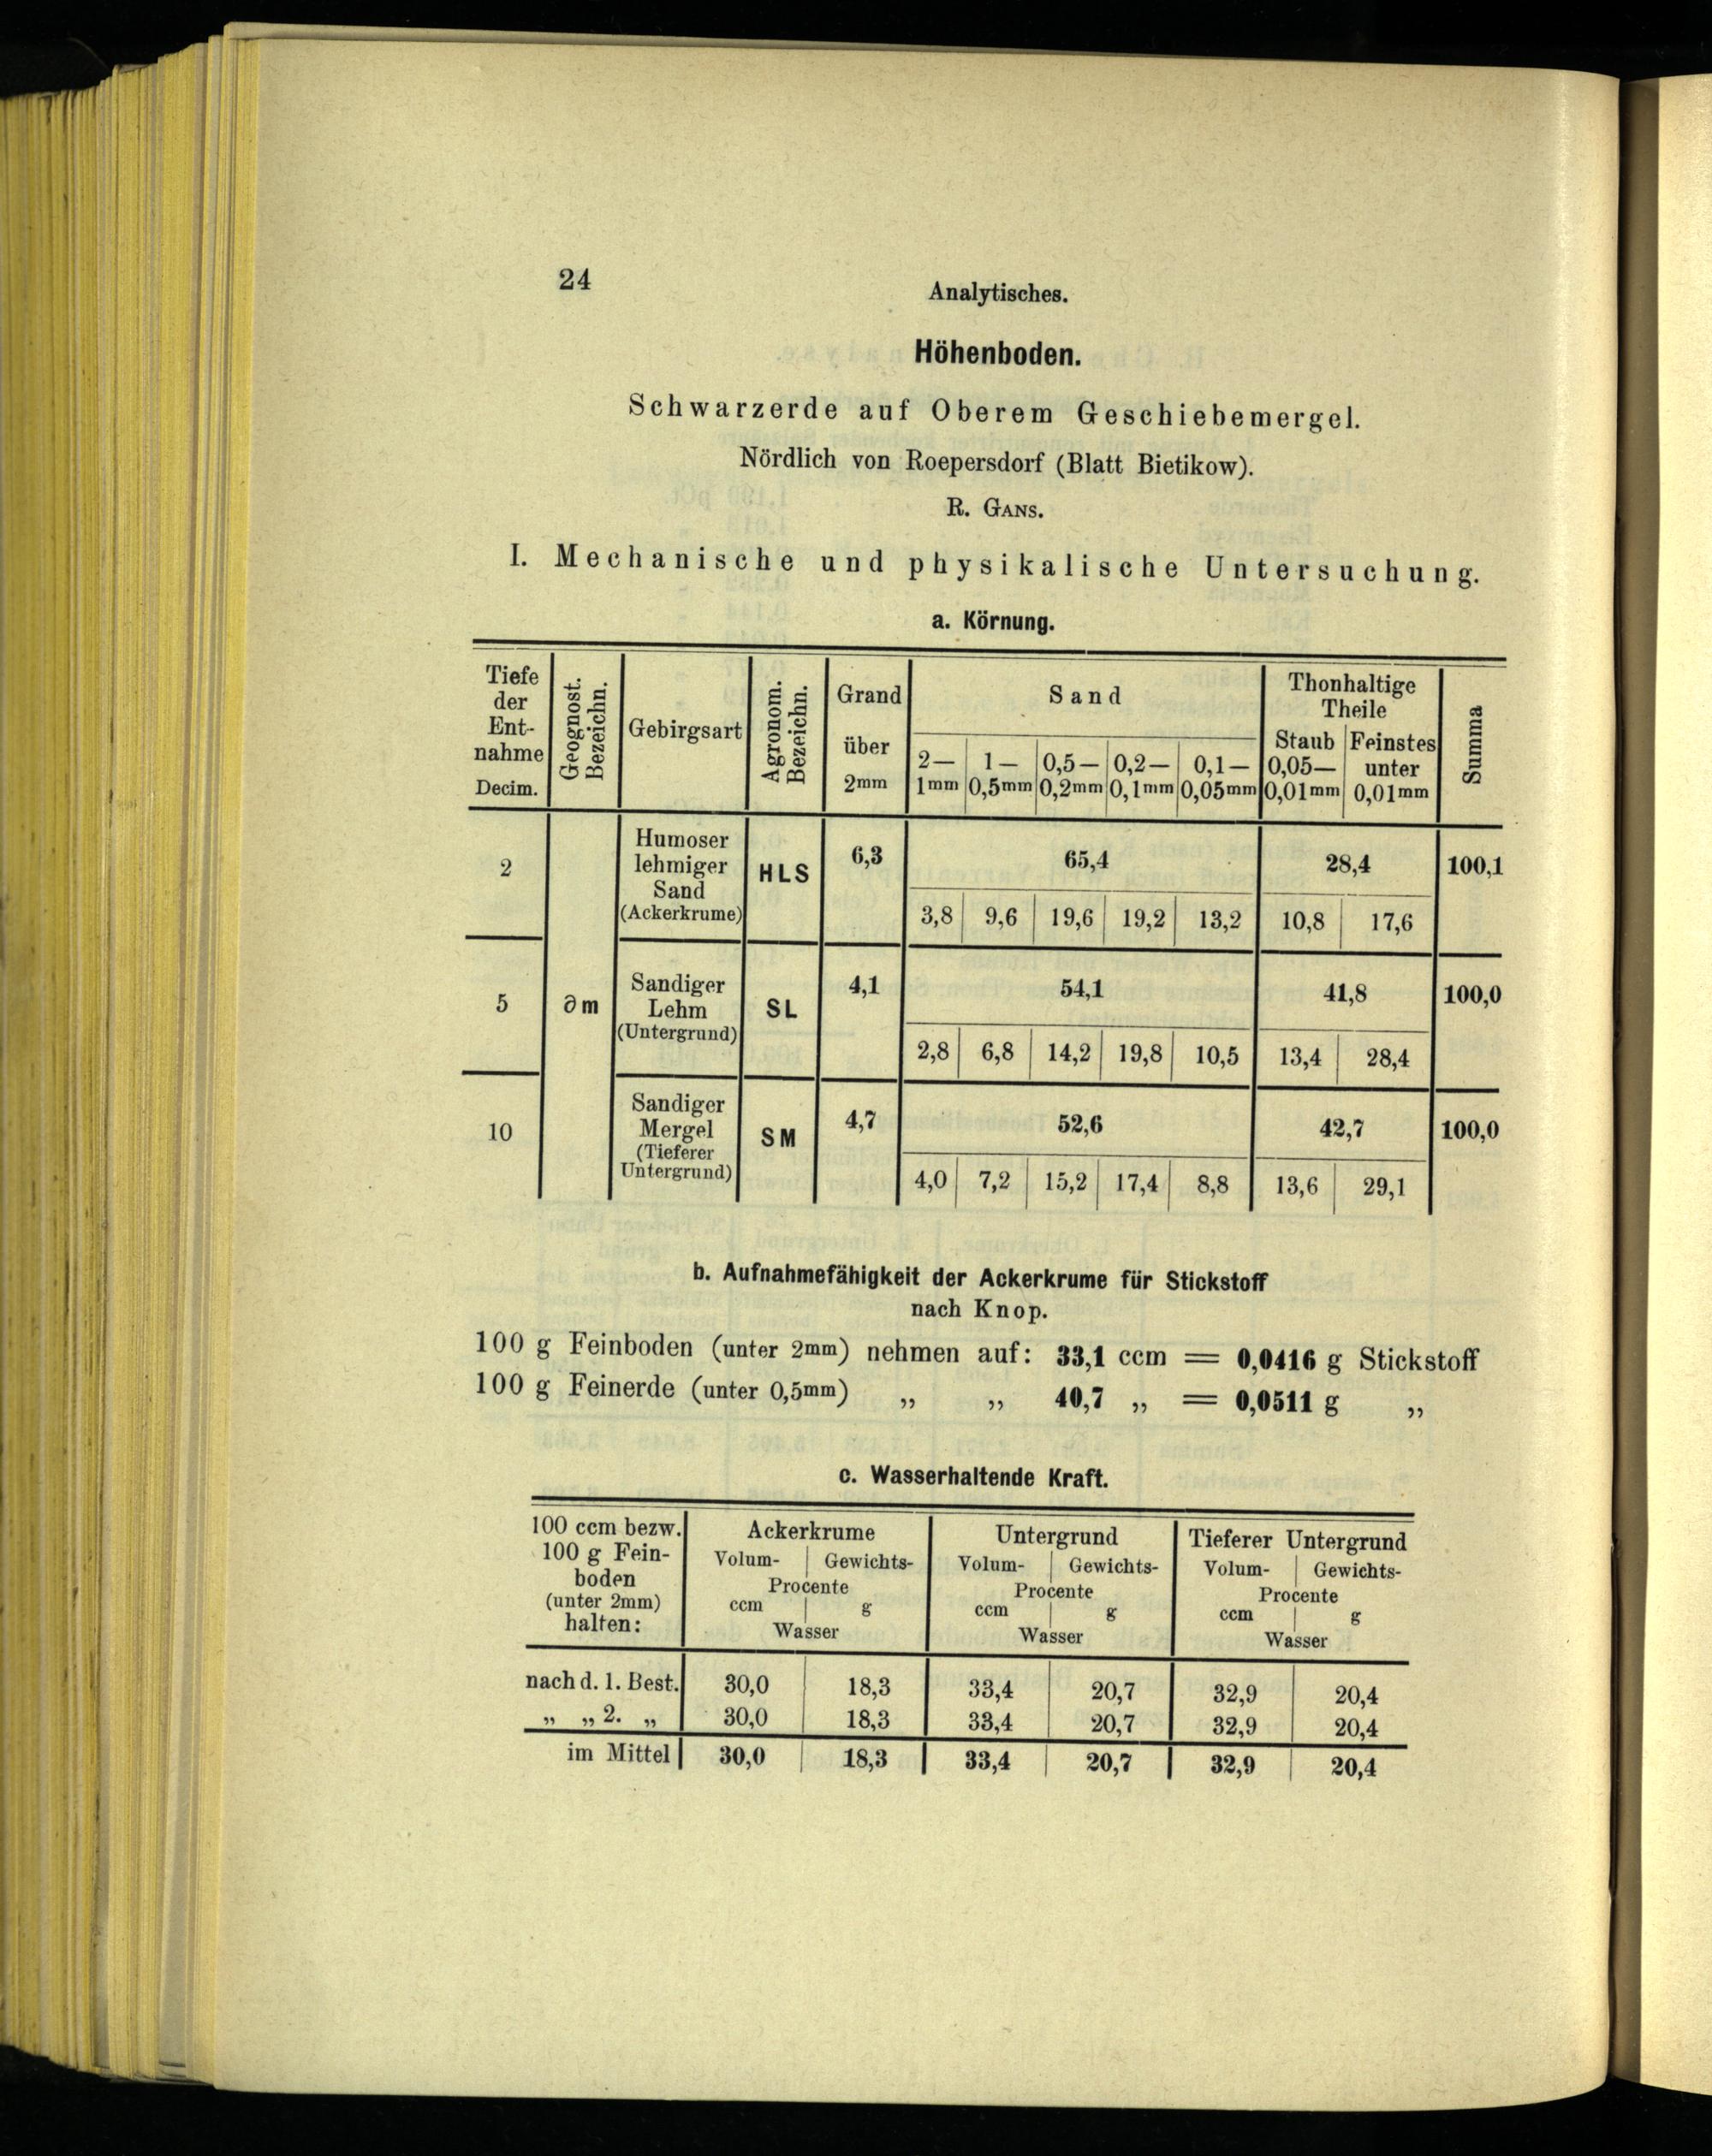 24
Analytisches.
Höhenboden.
Schwarzerde auf Oberem Geschiebemergel.
Nördlich von Roepersdorf (Blatt Bietikow).
R. GANS.
I. Mechanische und physikalische Untersuchung.
a. Körnung.
Tiefe der Ent-nahme Decim. | Geognost. Bezeichn. | Gebirgsart | Agronom. Bezeichn. | Grand über 2mm | Sand | Thonhaltige Theile | Summa
2—1mm | 1—0,5mm | 0,5—0,2mm | 0,2—0,1mm | 0,1—0,05mm | Staub 0,05—0,01mm | Feinstes unter 0,01mm
2 | Humoser lehmiger Sand (Ackerkrume) | HLS | 6,3 | 65,4 | 28,4 | 100,1
3,8 | 9,6 | 19,6 | 19,2 | 13,2 | 10,8 | 17,6
5 | ∂m | Sandiger Lehm (Untergrund) | SL | 4,1 | 54,1 | 41,8 | 100,0
2,8 | 6,8 | 14,2 | 19,8 | 10,5 | 13,4 | 28,4
10 | Sandiger Mergel (Tieferer Untergrund) | SM | 4,7 | 52,6 | 42,7 | 100,0
4,0 | 7,2 | 15,2 | 17,4 | 8,8 | 13,6 | 29,1
b. Aufnahmefähigkeit der Ackerkrume für Stickstoff
nach Knop.
100 g Feinboden (unter 2mm) nehmen auf: 33,1 ccm = 0,0416 g Stickstoff
100 g Feinerde (unter 0,5mm) „ „ 40,7 „ = 0,0511 g „
c. Wasserhaltende Kraft.
100 ccm bezw. 100 g Fein-boden (unter 2mm) halten: | Ackerkrume | Untergrund | Tieferer Untergrund
Volum- | Gewichts- | Volum- | Gewichts- | Volum- | Gewichts-
Procente | Procente | Procente
ccm | g | ccm | g | ccm | g
Wasser | Wasser | Wasser
nach d. 1. Best. | 30,0 | 18,3 | 33,4 | 20,7 | 32,9 | 20,4
„ „ 2. „ | 30,0 | 18,3 | 33,4 | 20,7 | 32,9 | 20,4
im Mittel | 30,0 | 18,3 | 33,4 | 20,7 | 32,9 | 20,4